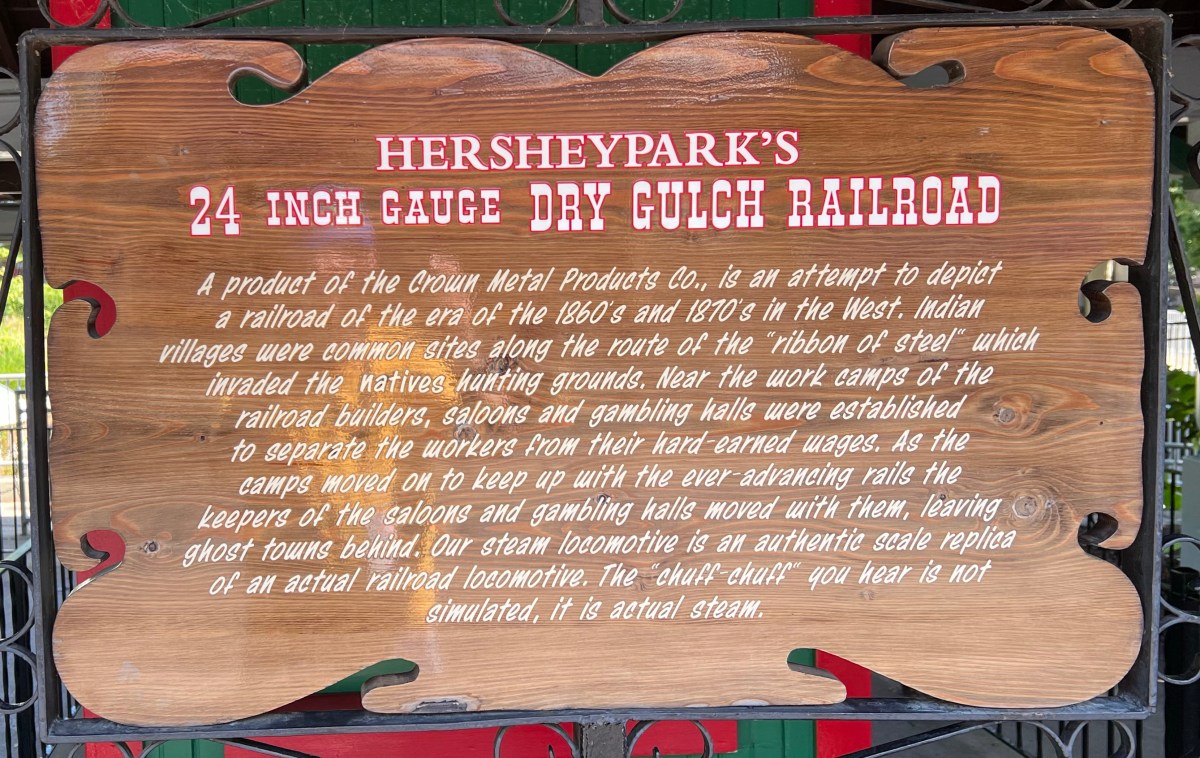 HERSHEYPARK'S
24 INCH GAUGE DRY GULCH RAILROAD
A product of the Crown Metal Products Co., is an attempt to depict
a railroad of the era of the 1860's and 1870's in the West. Indian
villages were common sites along the route of the "ribbon of steel" which
invaded the natives hunting grounds. Near the work camps of the
railroad builders, saloons and gambling halls were established
to separate the workers from their hard-earned wages. As the
camps moved on to keep up with the ever-advancing rails the
keepers of the saloons and gambling halls moved with them, leaving
ghost towns behind. Our steam locomotive is an authentic scale replica
of an actual railroad locomotive. The "chuff-chuff" you hear is not
simulated, it is actual steam.